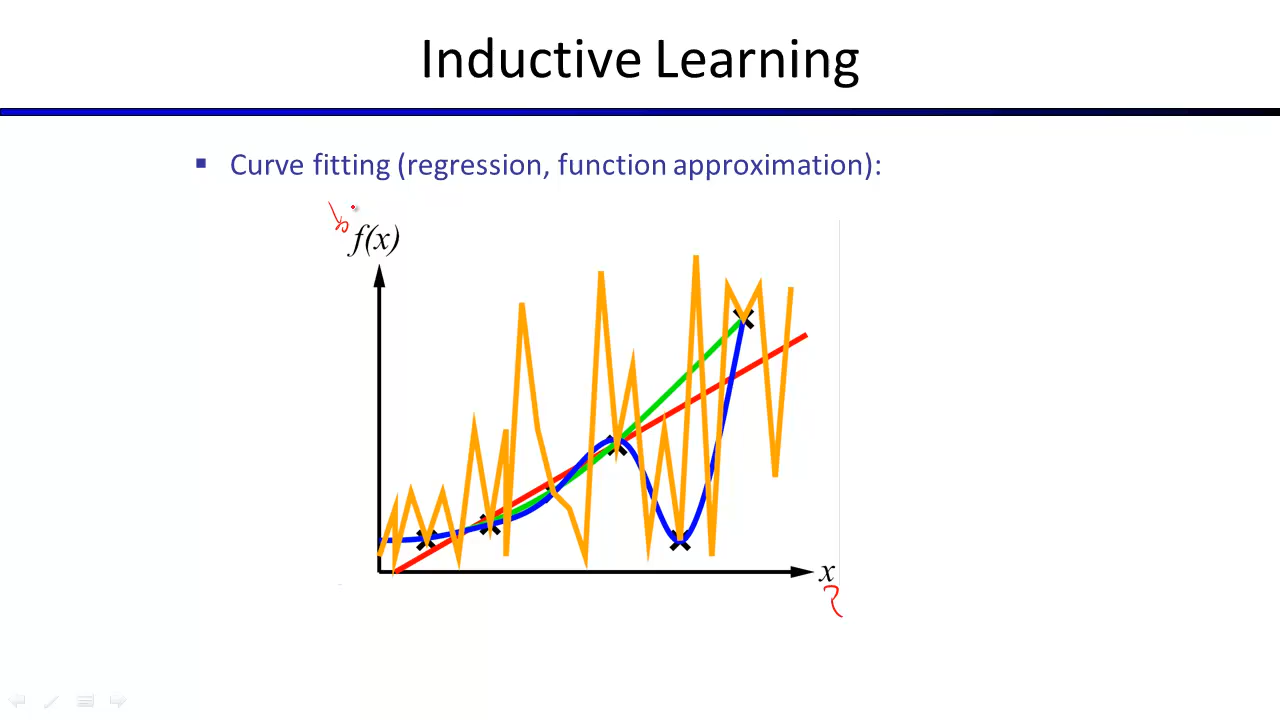 Inductive Learning
Curve fitting (regression, function approximation):
f(x)
x